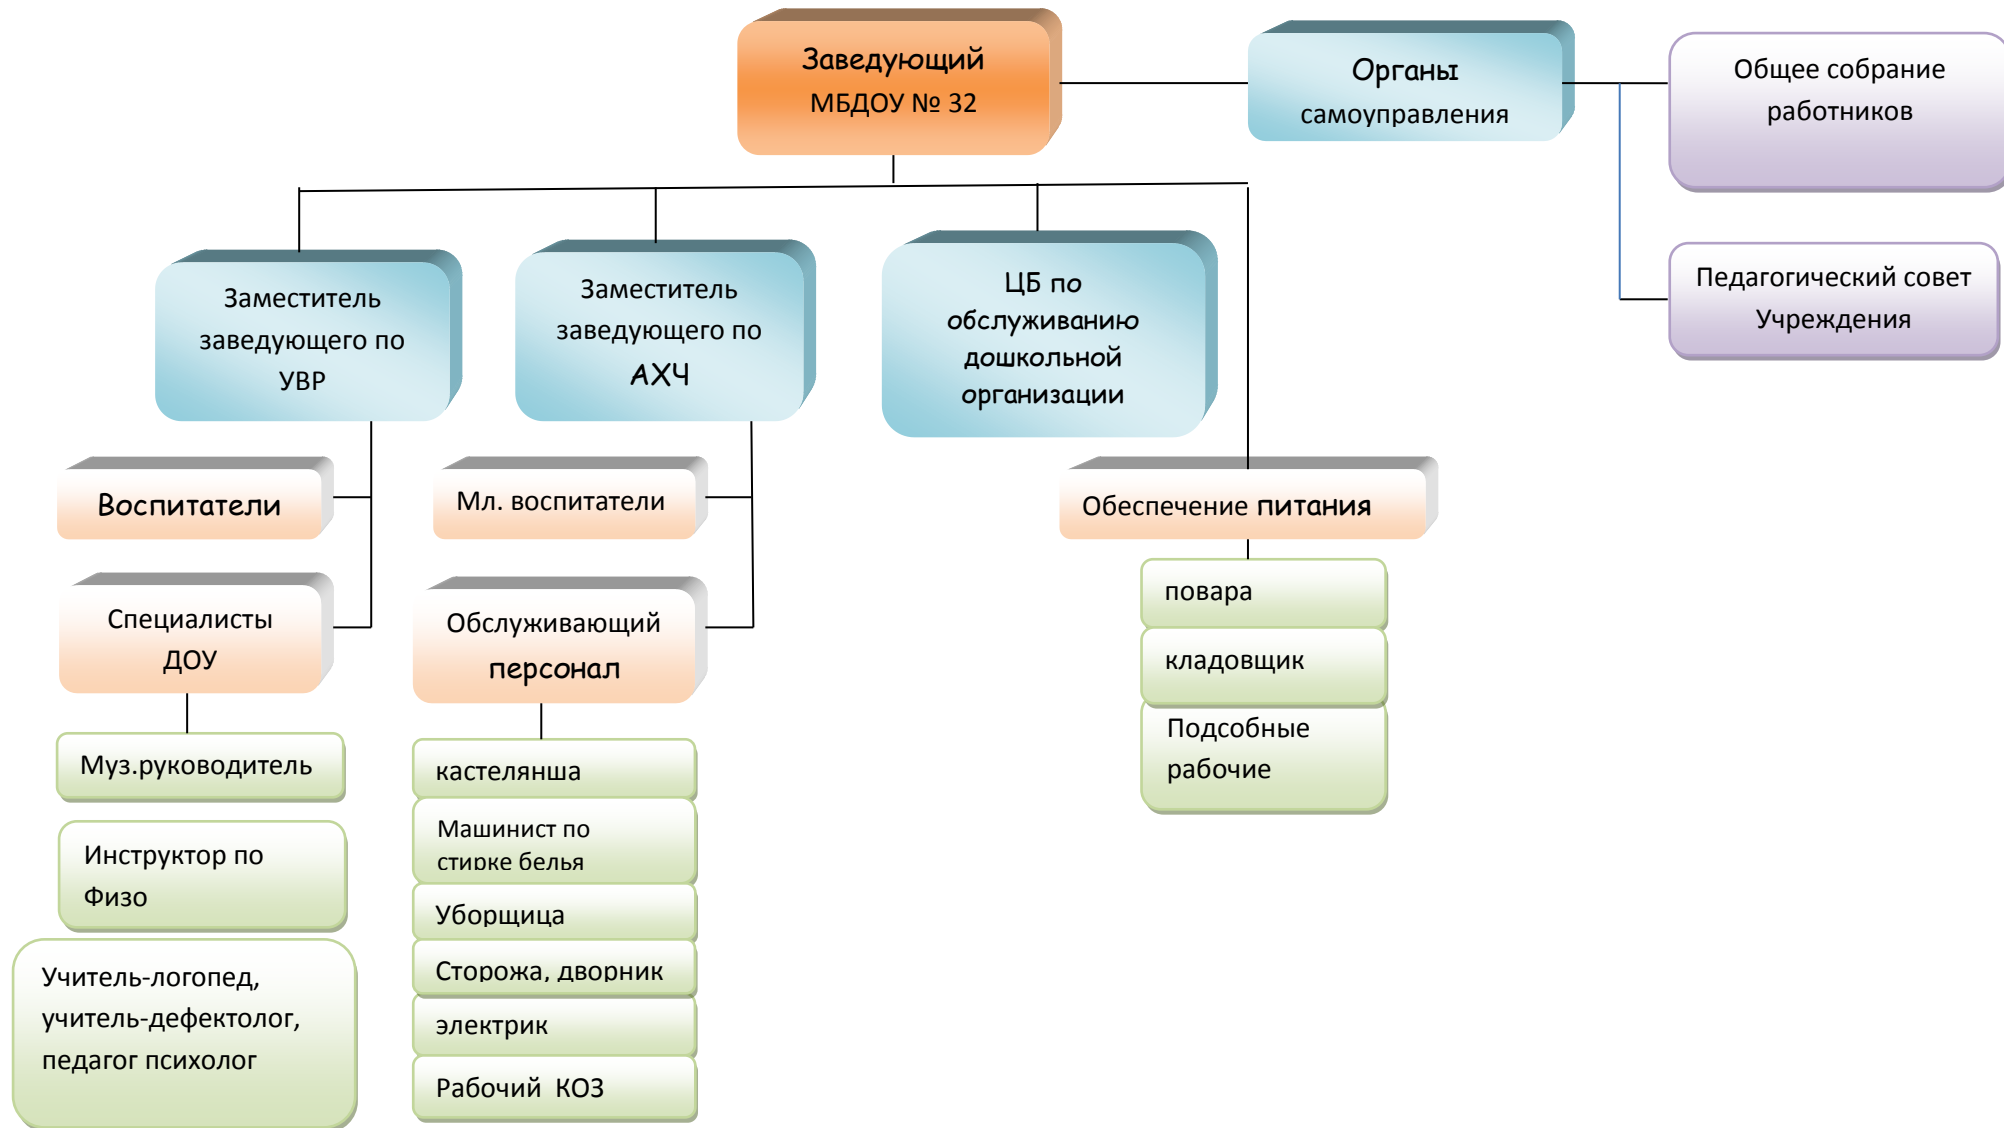 Заведующий
МБДОУ № 32
Органы
самоуправления
Общее собрание
работников
Педагогический совет
Учреждения
Заместитель
заведующего по
УВР
Заместитель
заведующего по
АХЧ
ЦБ по
обслуживанию
дошкольной
организации
Воспитатели
Мл. воспитатели
Обеспечение питания
Специалисты
ДОУ
Обслуживающий
персонал
повара
кладовщик
Подсобные
рабочие
Муз.руководитель
Инструктор по
Физо
Учитель-логопед,
учитель-дефектолог,
педагог психолог
кастелянша
Машинист по
стирке белья
Уборщица
Сторожа, дворник
электрик
Рабочий КОЗ